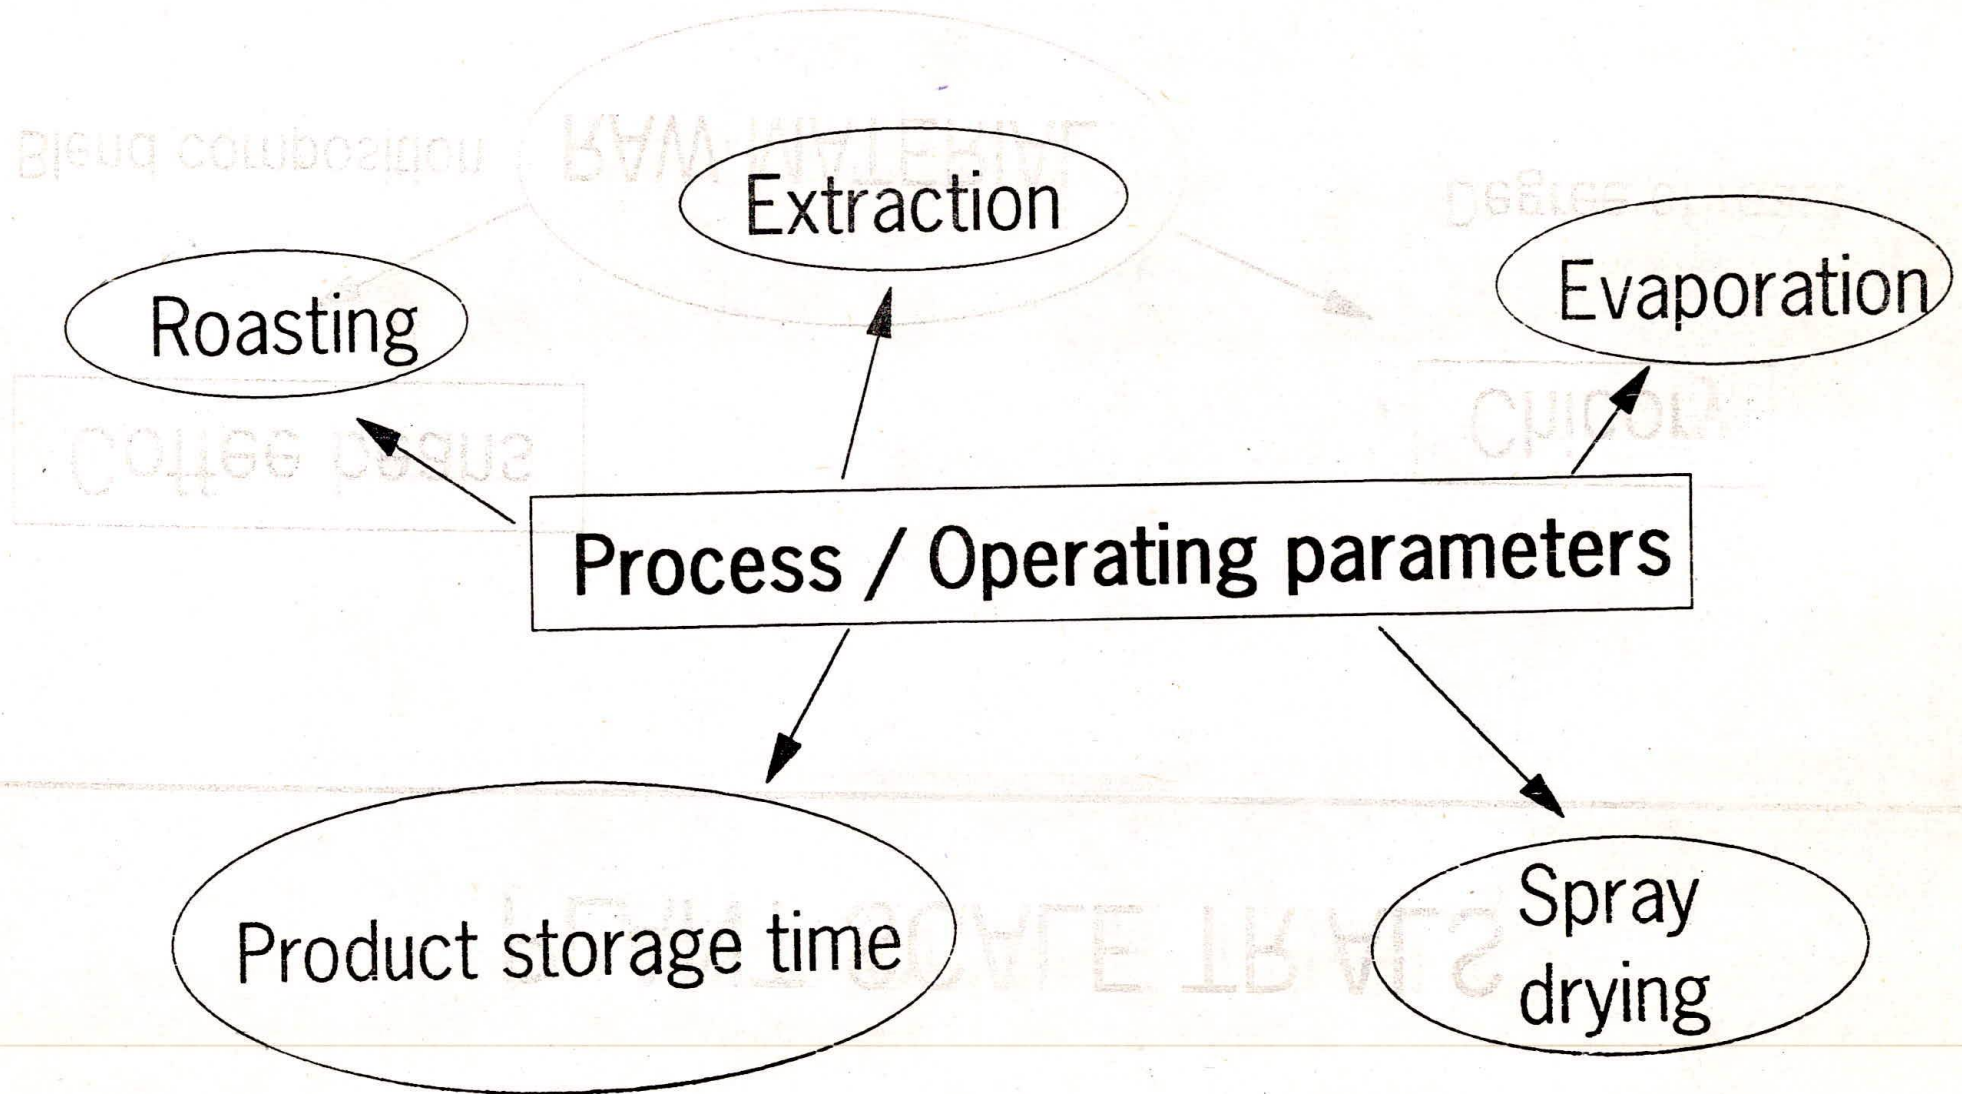 Extraction
Evaporation
Roasting
Process / Operating parameters
Product storage time
Spray
drying